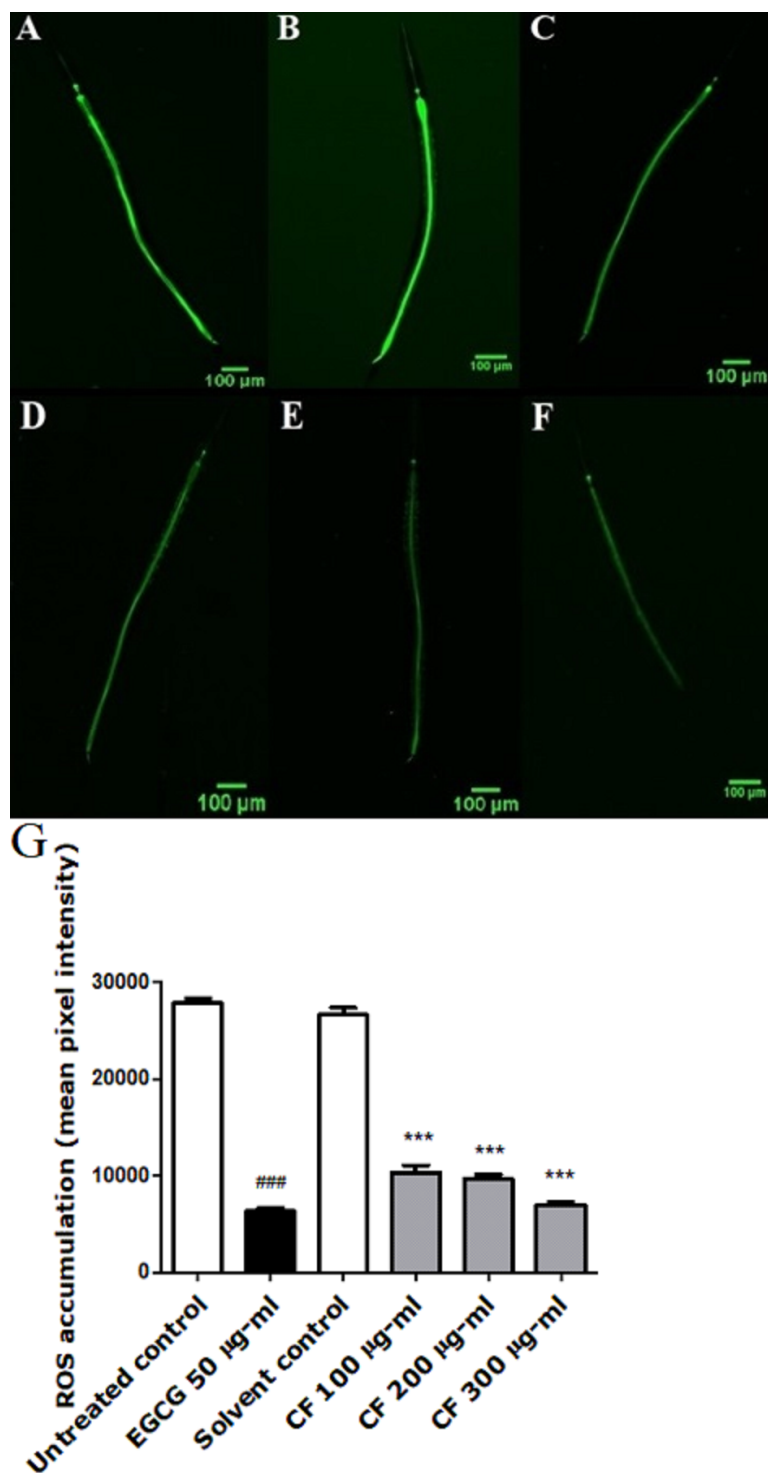 A
B
C
100 µm
100 µm
100 µm
D
E
F
100 µm
100 µm
100 µm
G
ROS accumulation (mean pixel intensity)
30000
20000
10000
0
###
***
***
***
Untreated control
EGCG 50 µg-ml
Solvent control
CF 100 µg-ml
CF 200 µg-ml
CF 300 µg-ml